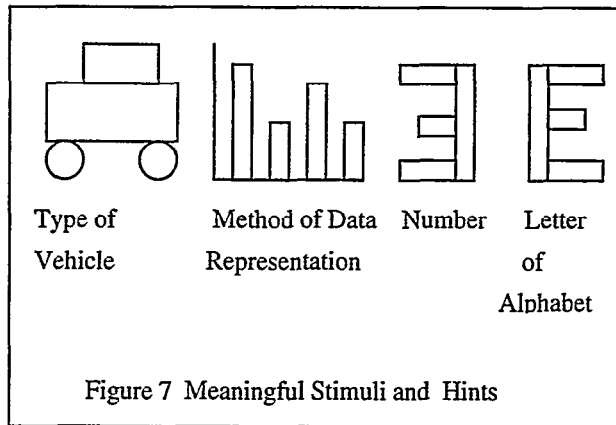 Type of Vehicle
Method of Data Representation
Number
Letter of Alphabet
Figure 7 Meaningful Stimuli and Hints